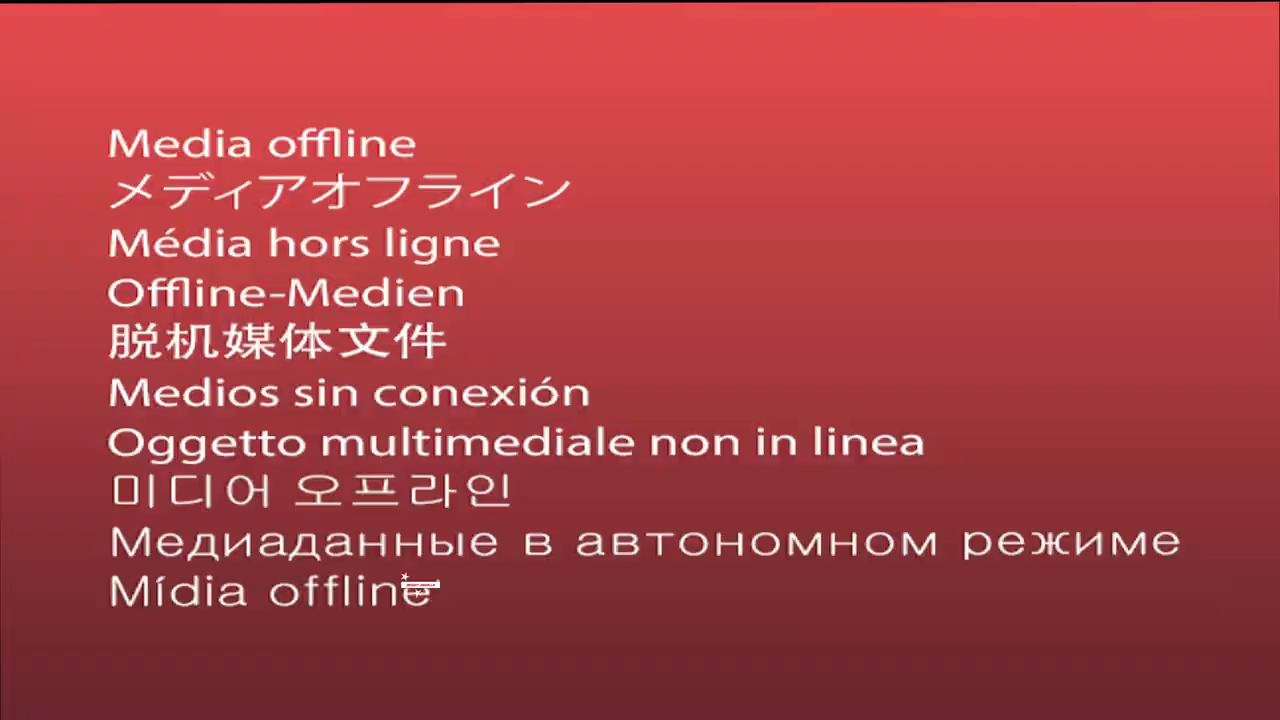 Media offline
メディアオフライン
Média hors ligne
Offline-Medien
脱机媒体文件
Medios sin conexión
Oggetto multimediale non in linea
미디어 오프라인
Медиаданные в автономном режиме
Mídia offline